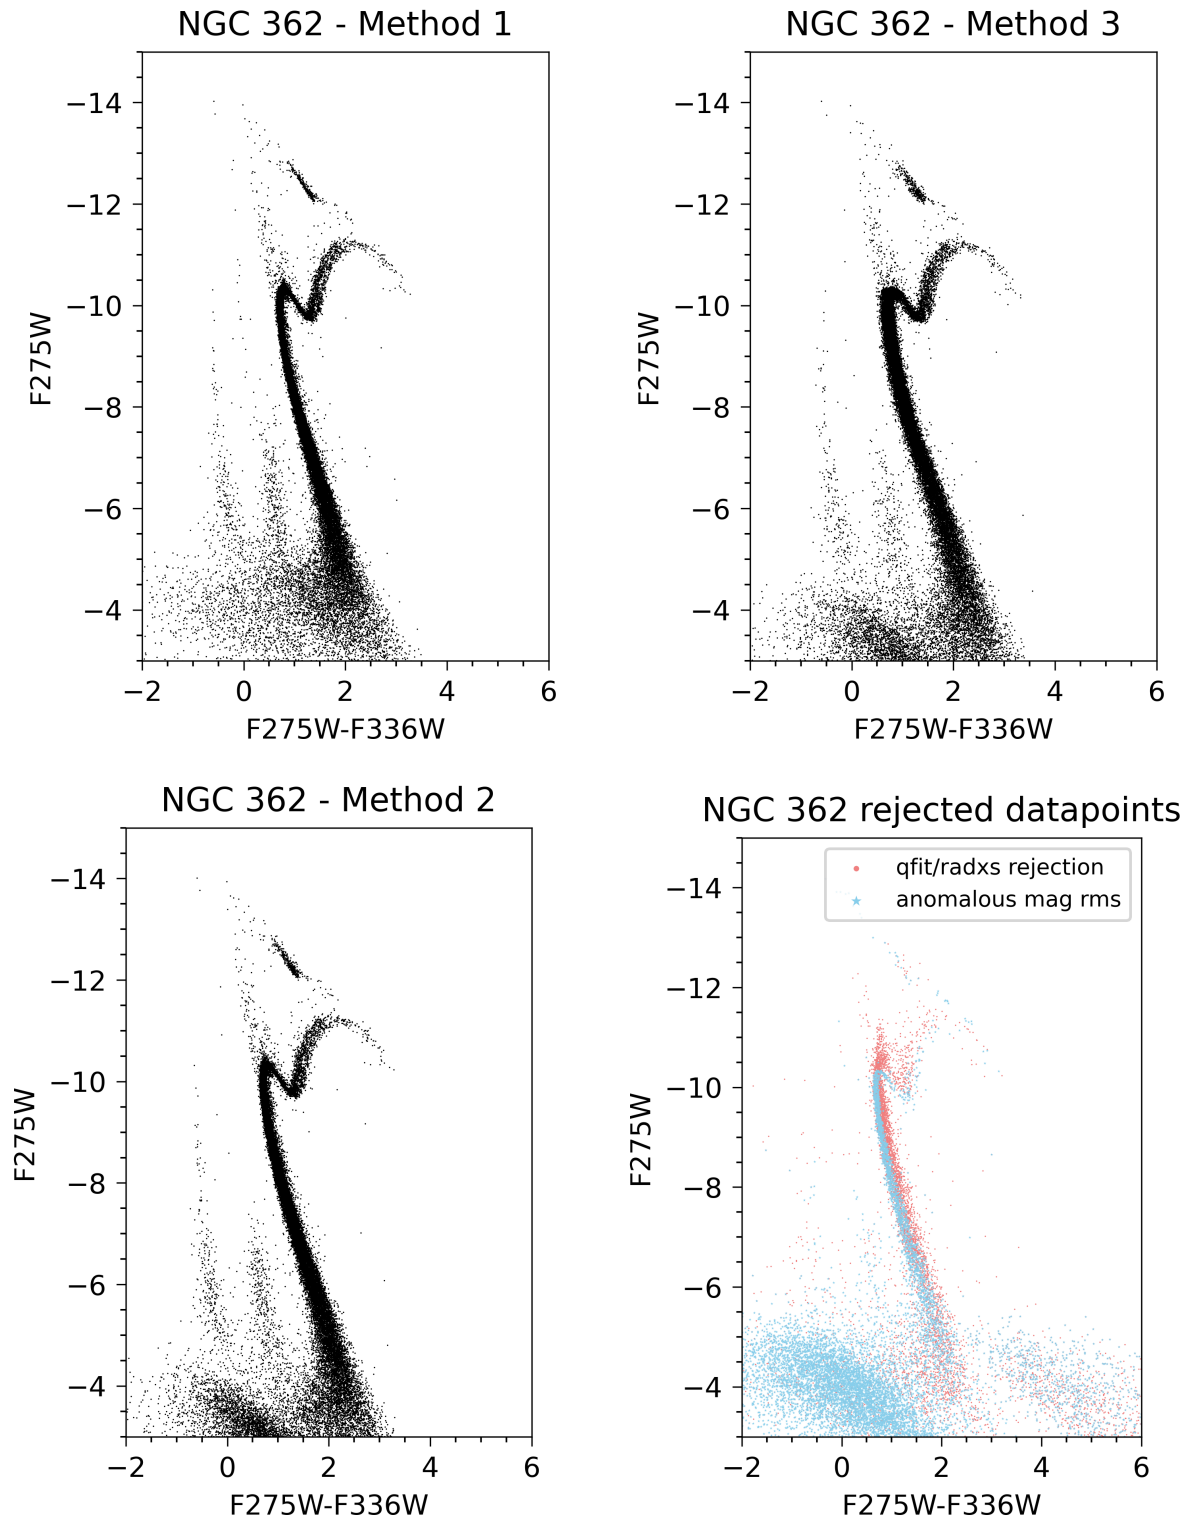 NGC 362 - Method 1
−14
−12
−10
−8
−6
−4
F275W
−2 0 2 4 6
F275W-F336W
NGC 362 - Method 3
−14
−12
−10
−8
−6
−4
F275W
−2 0 2 4 6
F275W-F336W
NGC 362 - Method 2
−14
−12
−10
−8
−6
−4
F275W
−2 0 2 4 6
F275W-F336W
NGC 362 rejected datapoints
qfit/radxs rejection
anomalous mag rms
−14
−12
−10
−8
−6
−4
F275W
−2 0 2 4 6
F275W-F336W